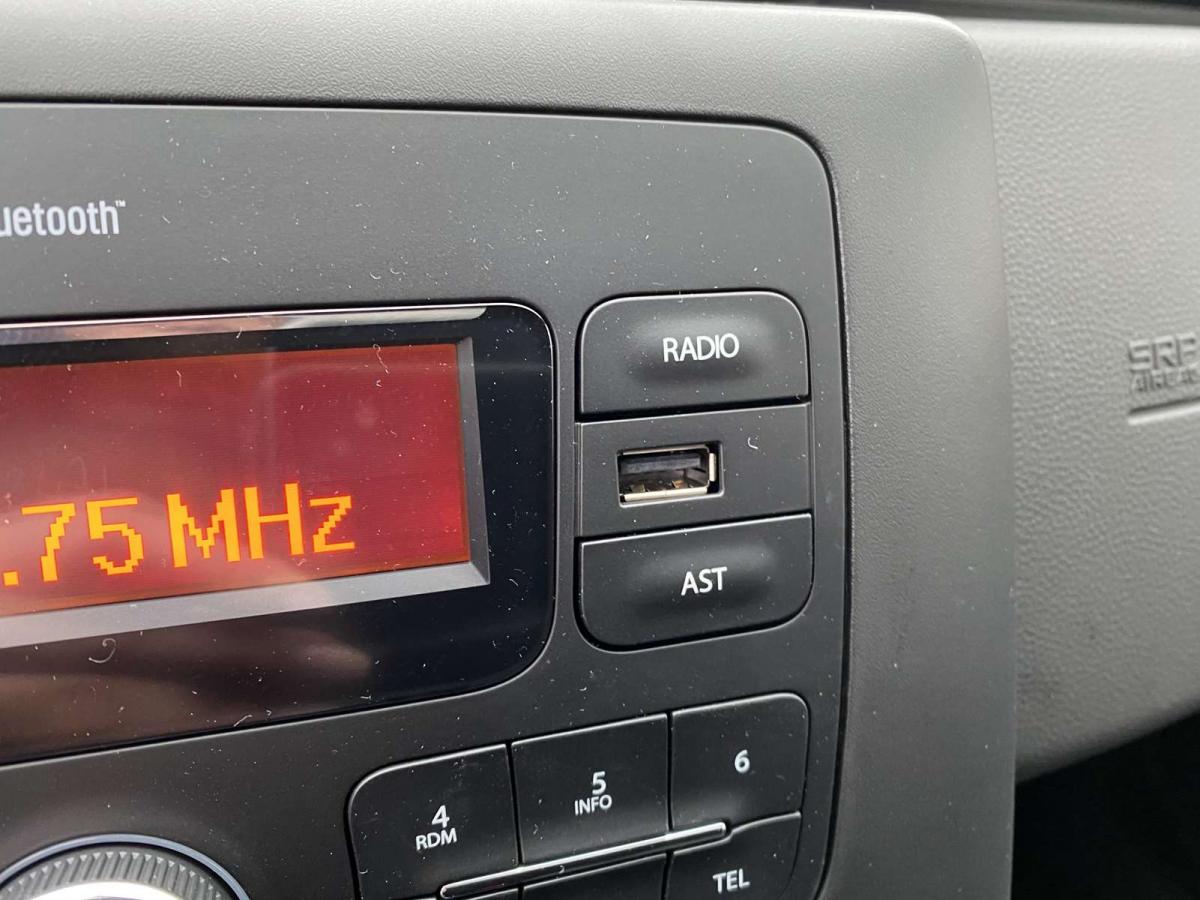 uetooth™
RADIO
.75 MHz
AST
6
5
INFO
4
RDM
TEL